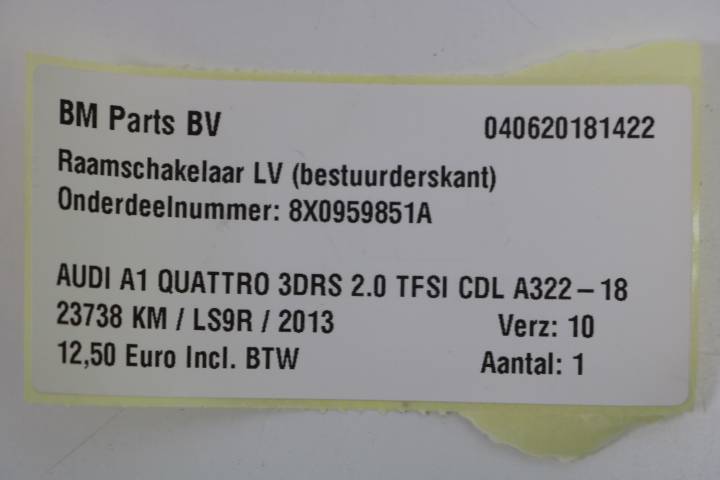 BM Parts BV 040620181422
Raamschakelaar LV (bestuurderskant)
Onderdeelnummer: 8X0959851A
AUDI A1 QUATTRO 3DRS 2.0 TFSI CDL A322-18
23738 KM / LS9R / 2013 Verz: 10
12,50 Euro Incl. BTW Aantal: 1